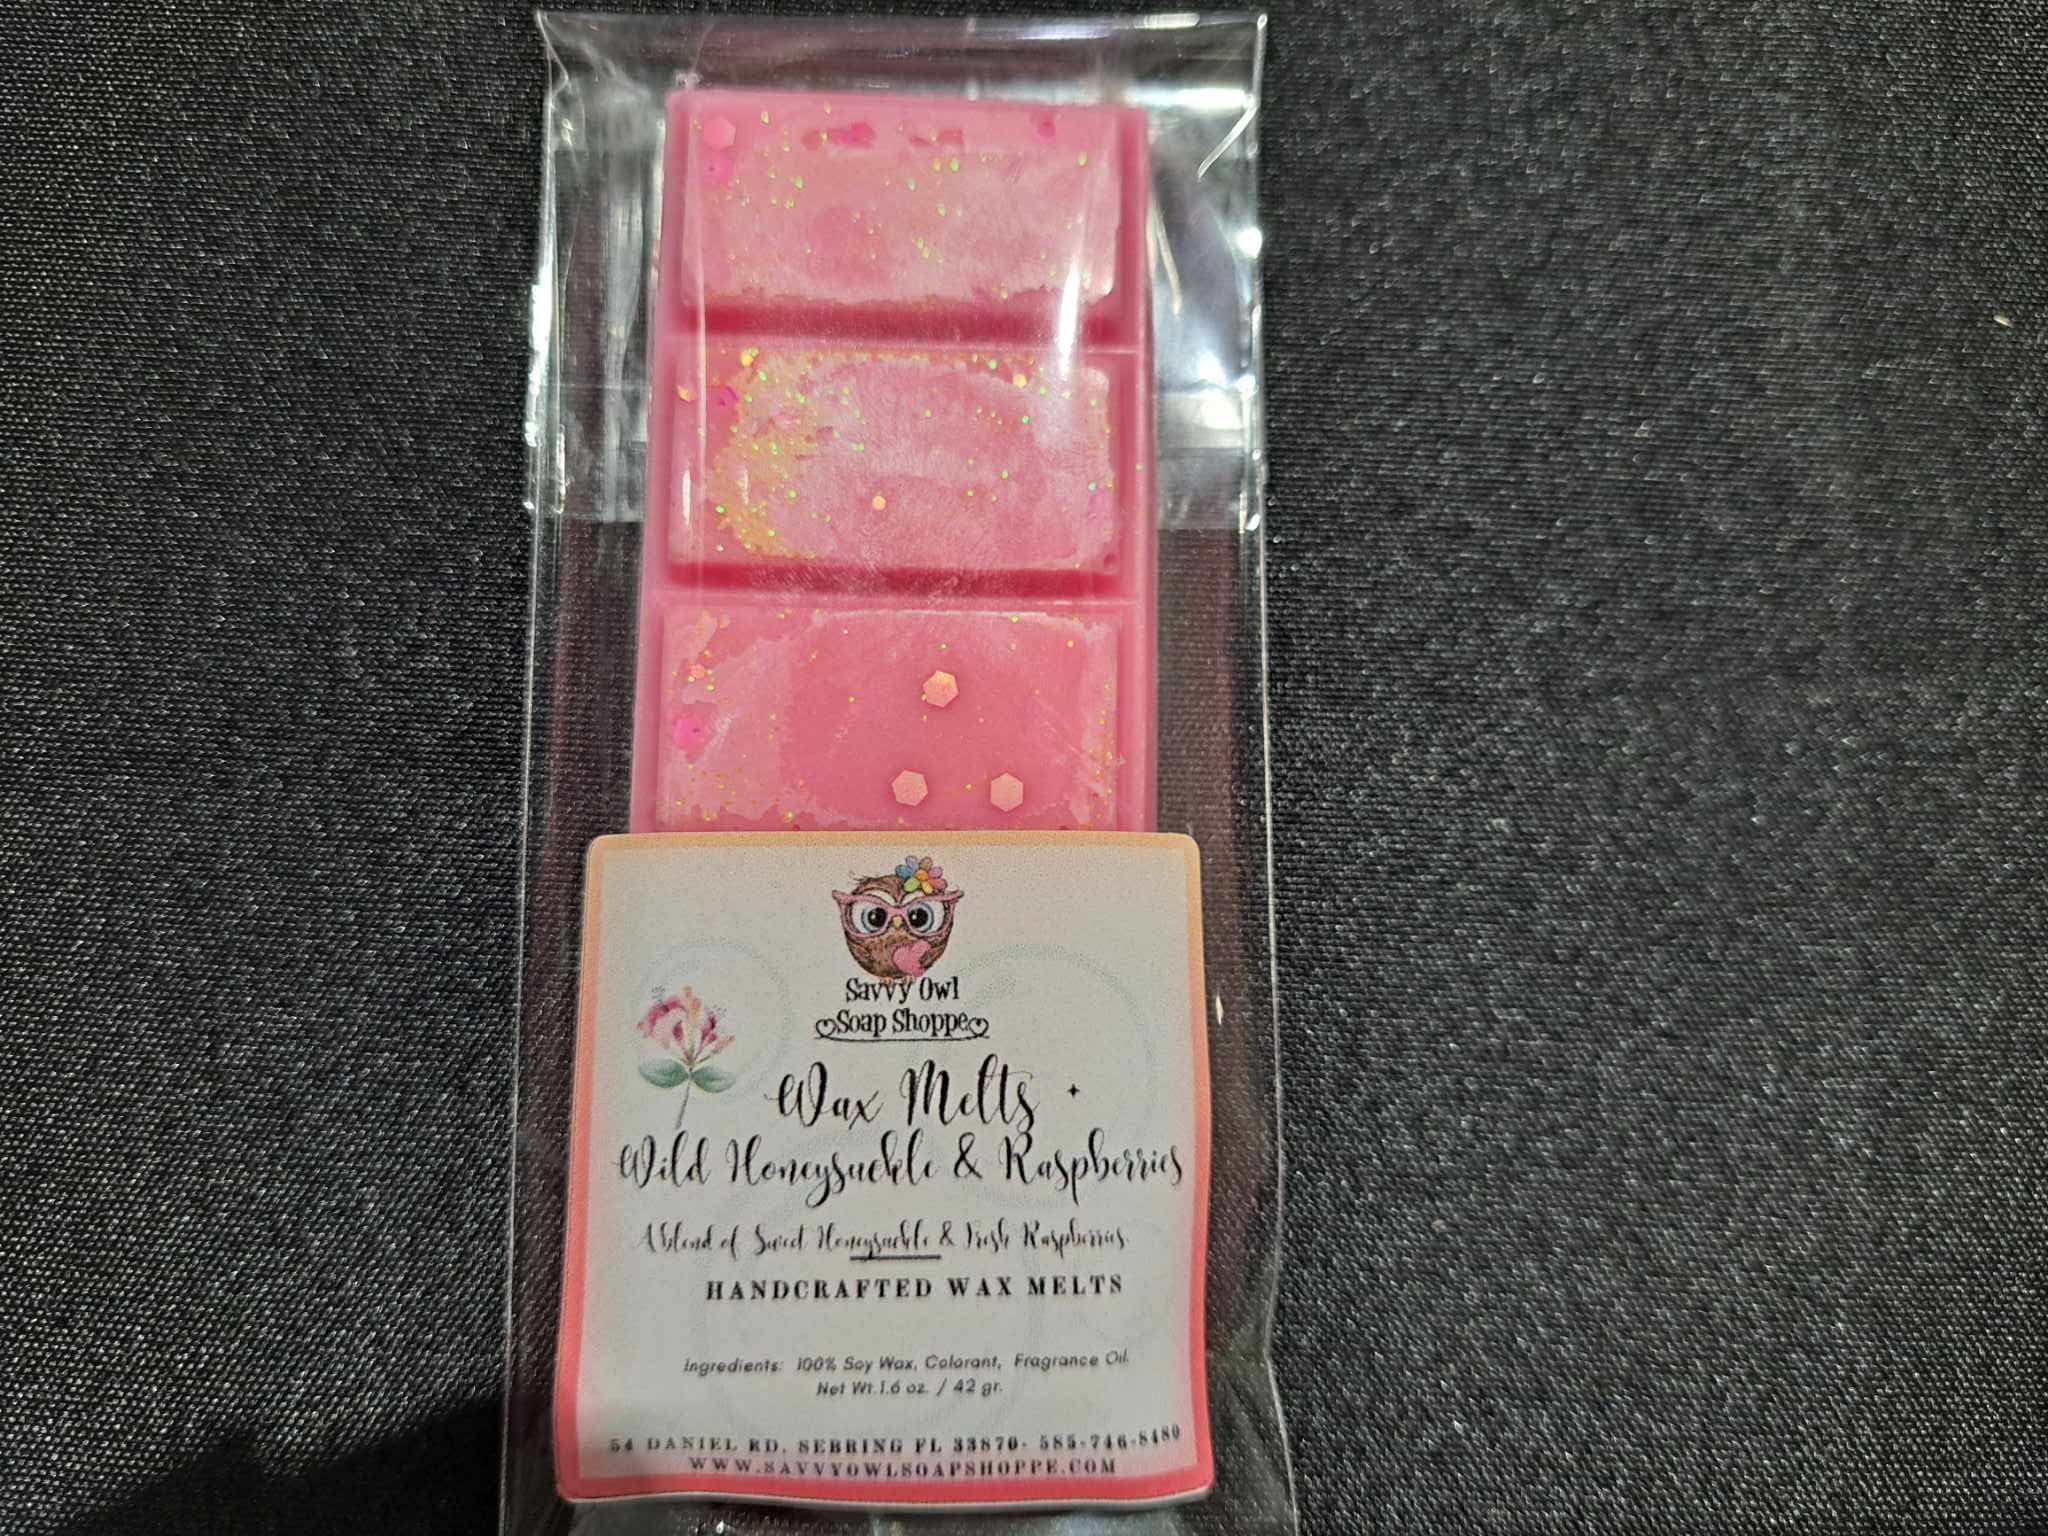 Savvy Owl
Soap Shoppe
Wax Melts
Wild Honeysuckle & Raspberries
A blend of Sweet Honeysuckle & Fresh Raspberries.
HANDCRAFTED WAX MELTS
Ingredients: 100% Soy Wax, Colorant, Fragrance Oil.
Net Wt.1.6 oz. / 42 gr.
54 DANIEL RD, SEBRING FL 33870- 585-746-8480
WWW.SAVVYOWLSOAPSHOPPE.COM